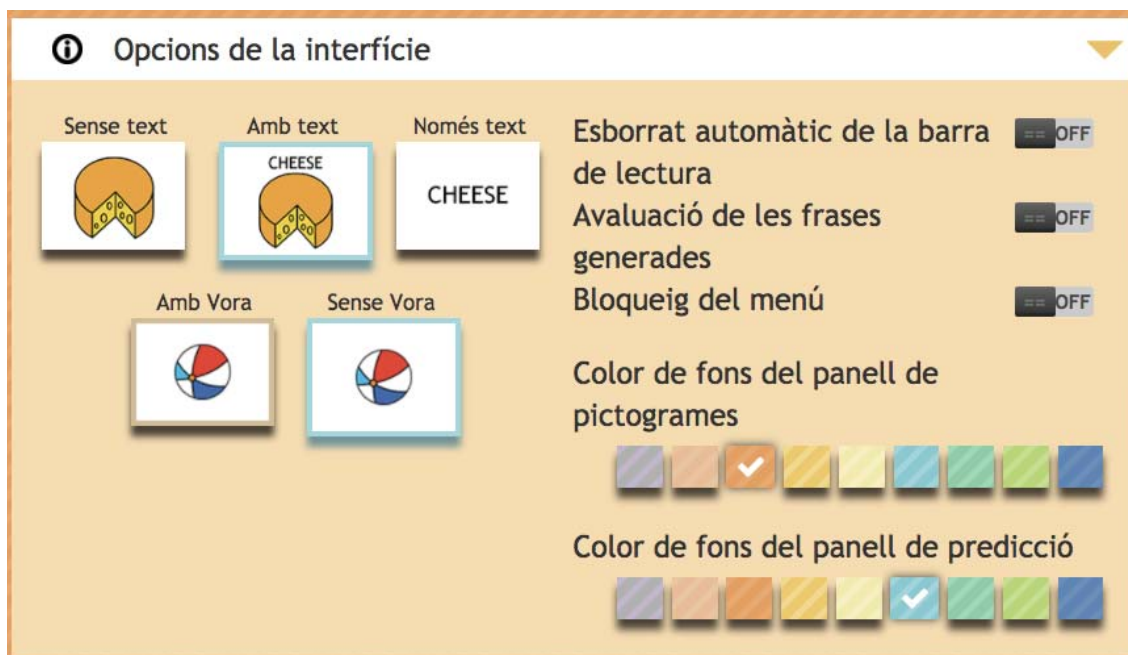 Opcions de la interfície
Sense text
Amb text
Només text
CHEESE
CHEESE
Amb Vora
Sense Vora
Esborrat automàtic de la barra
de lectura
OFF
Avaluació de les frases
generades
OFF
Bloqueig del menú
OFF
Color de fons del panell de
pictogrames
Color de fons del panell de predicció